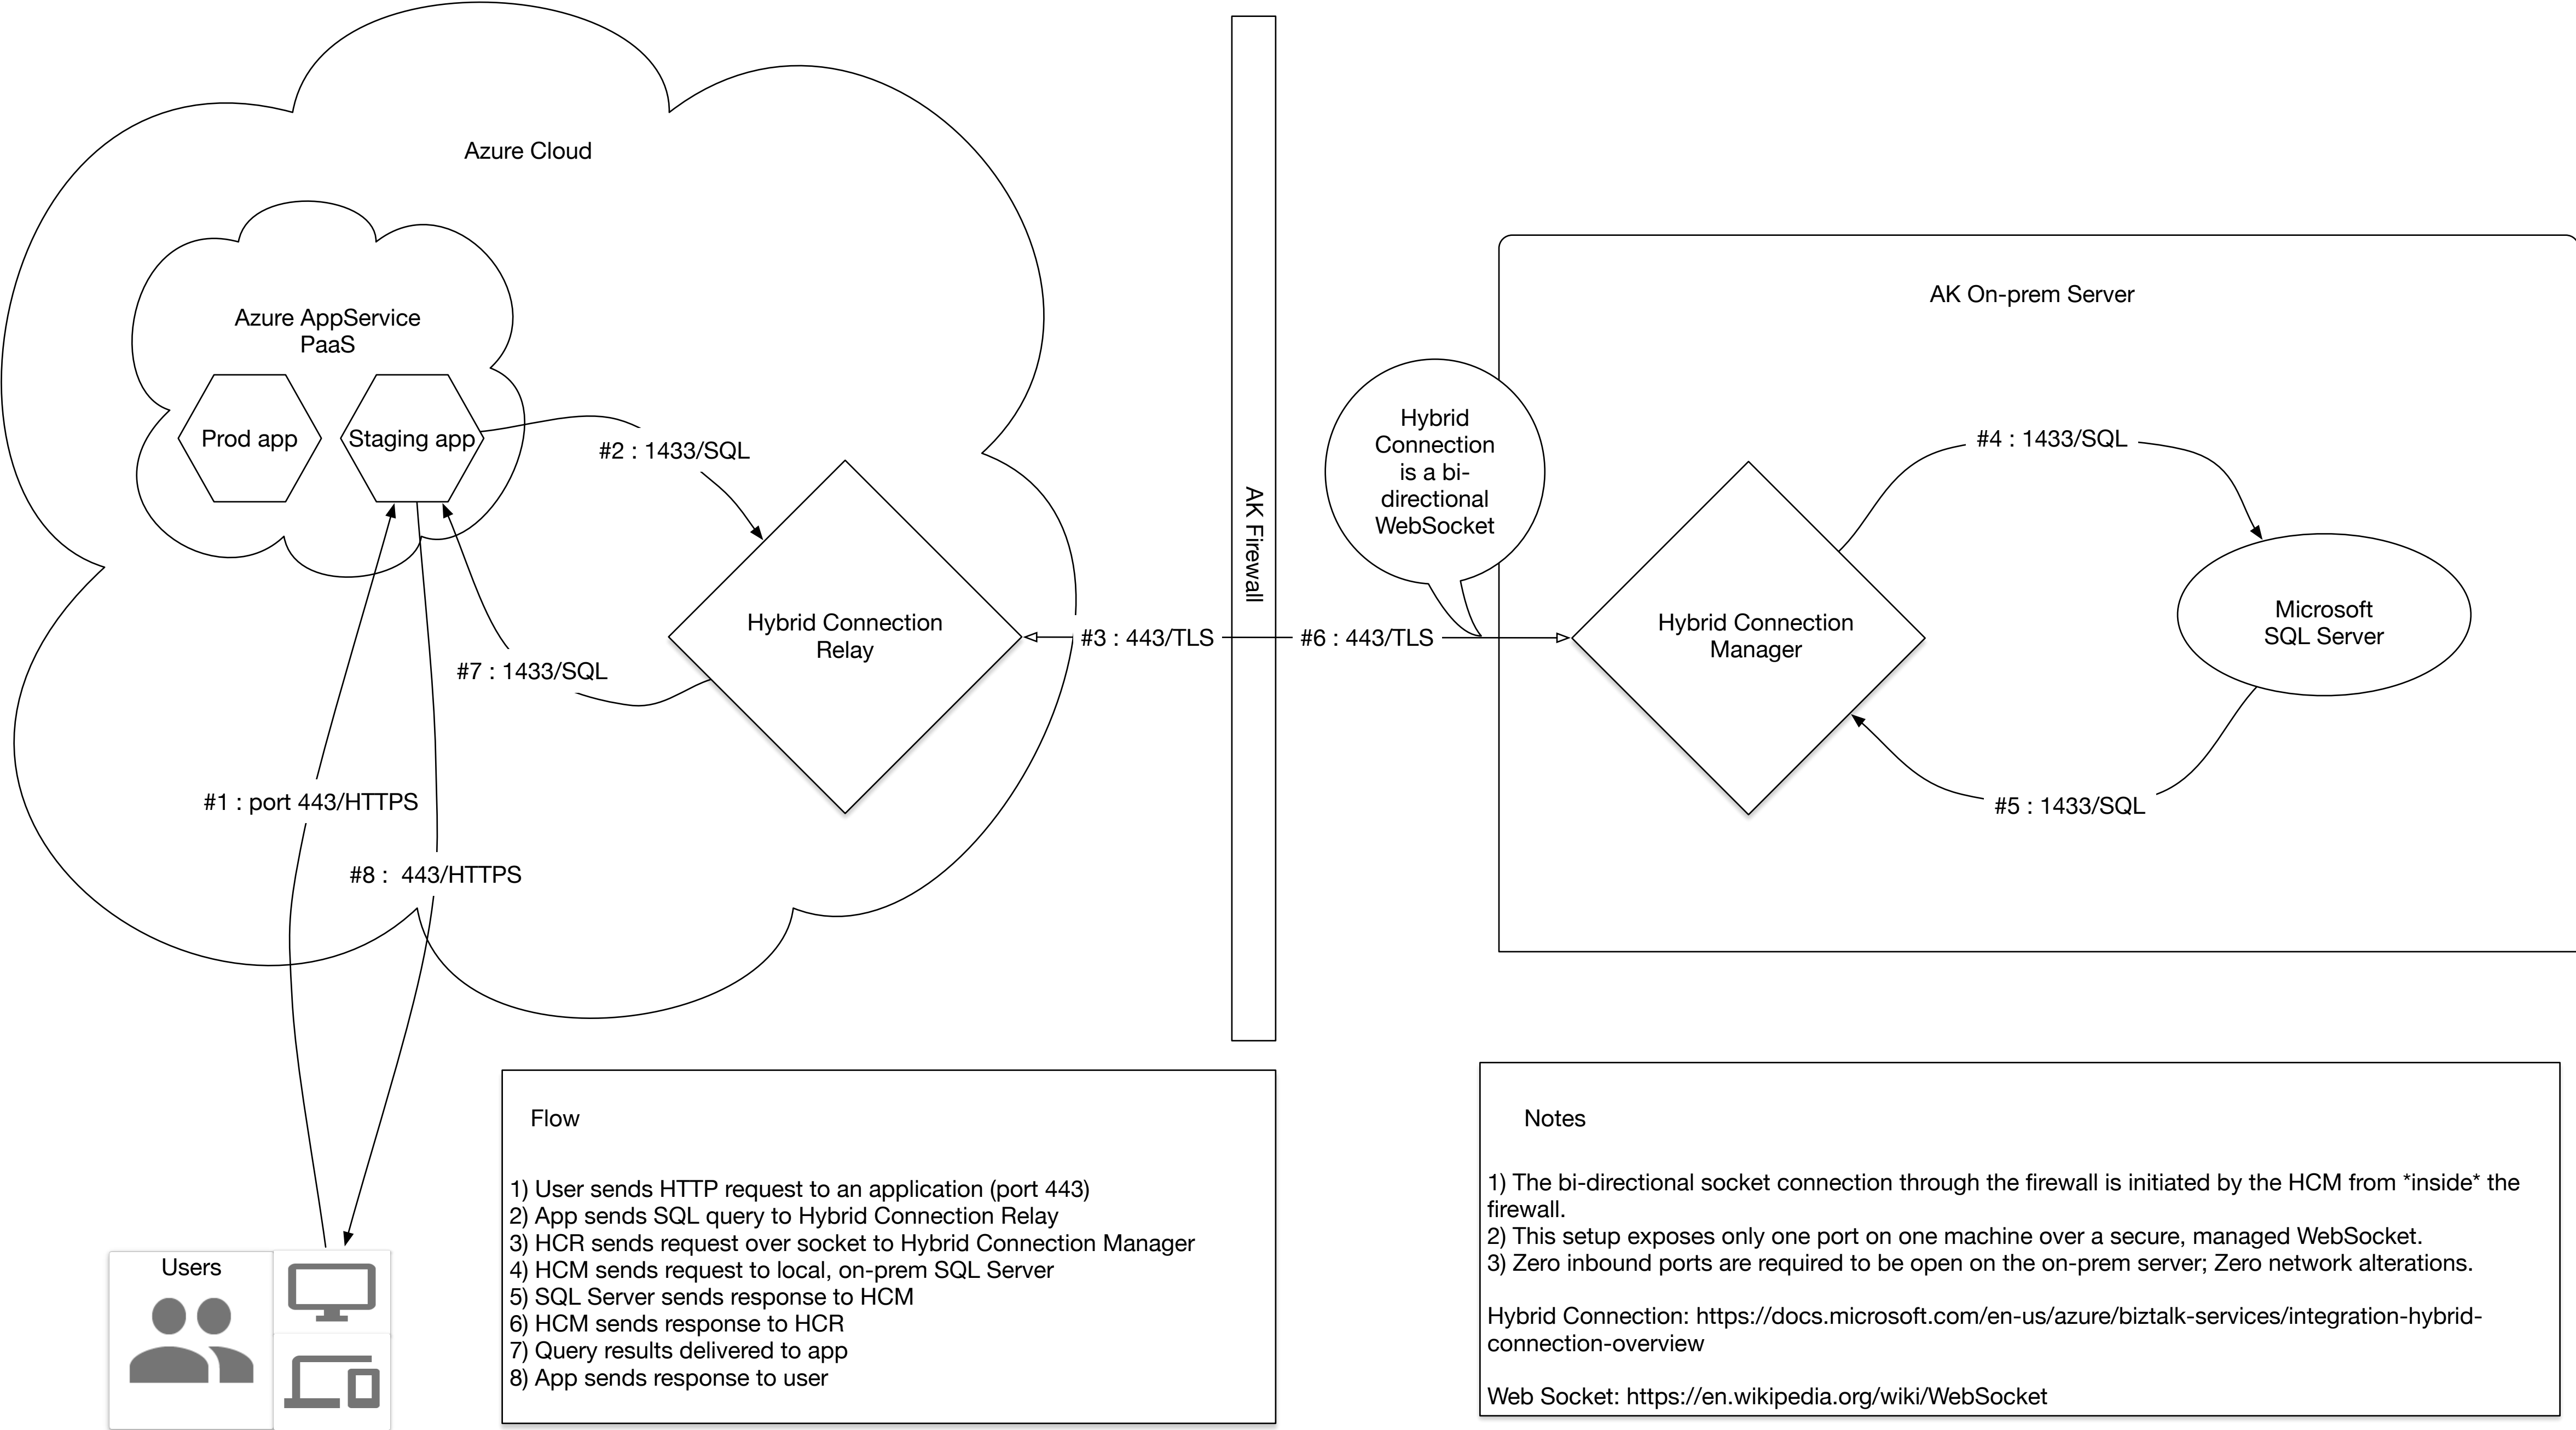 Azure Cloud
Azure AppService
PaaS
Prod app
Staging app
#2 : 1433/SQL
Hybrid Connection
Relay
#7 : 1433/SQL
#1 : port 443/HTTPS
#8 :  443/HTTPS
#3 : 443/TLS
AK Firewall
#6 : 443/TLS
Hybrid
Connection
is a bi-
directional
WebSocket
AK On-prem Server
Hybrid Connection
Manager
#4 : 1433/SQL
Microsoft
SQL Server
#5 : 1433/SQL
Users
Flow
1) User sends HTTP request to an application (port 443)
2) App sends SQL query to Hybrid Connection Relay
3) HCR sends request over socket to Hybrid Connection Manager
4) HCM sends request to local, on-prem SQL Server
5) SQL Server sends response to HCM
6) HCM sends response to HCR
7) Query results delivered to app
8) App sends response to user
Notes
1) The bi-directional socket connection through the firewall is initiated by the HCM from *inside* the
firewall.
2) This setup exposes only one port on one machine over a secure, managed WebSocket.
3) Zero inbound ports are required to be open on the on-prem server; Zero network alterations.
Hybrid Connection: https://docs.microsoft.com/en-us/azure/biztalk-services/integration-hybrid-
connection-overview
Web Socket: https://en.wikipedia.org/wiki/WebSocket